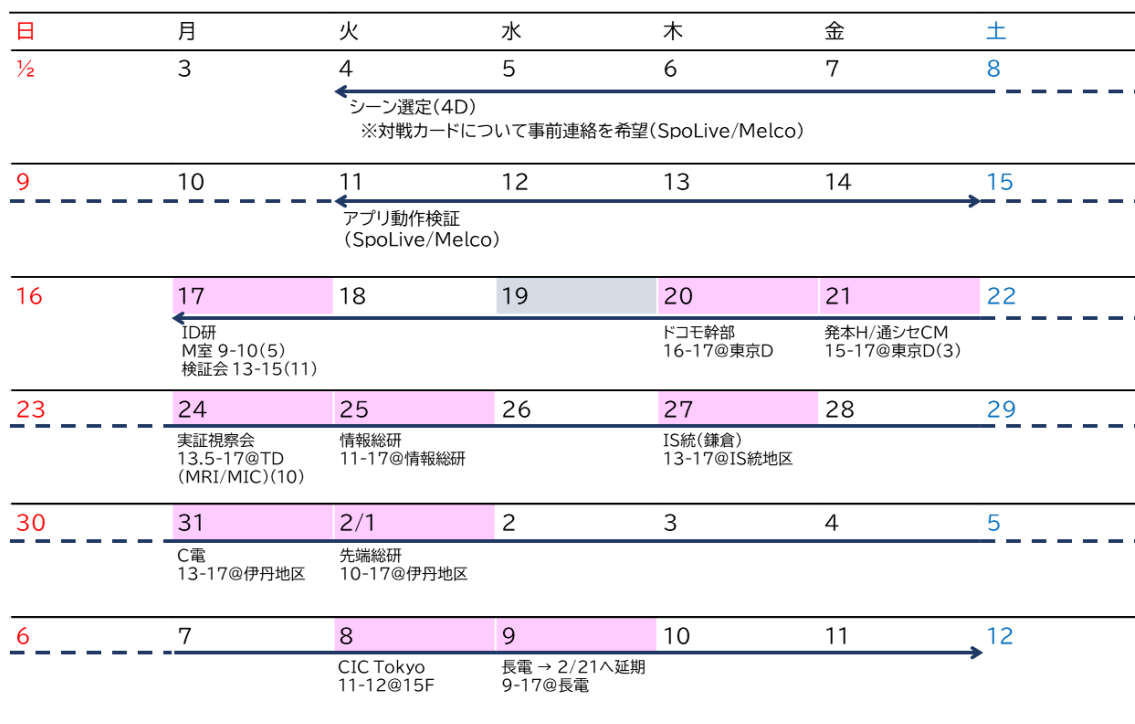 日 月 火 水 木 金 土
½ 3 4 5 6 7 8
シーン選定(4D)
※対戦カードについて事前連絡を希望(SpoLive/Melco)
9 10 11 12 13 14 15
アプリ動作検証
(SpoLive/Melco)
16 17 18 19 20 21 22
ID研 ドコモ幹部 発本H/通シセCM
M室 9-10(5) 16-17@東京D 15-17@東京D(3)
検証会 13-15(11)
23 24 25 26 27 28 29
実証視察会 情報総研 IS統(鎌倉)
13.5-17@TD 11-17@情報総研 13-17@IS統地区
(MRI/MIC)(10)
30 31 2/1 2 3 4 5
C電 先端総研
13-17@伊丹地区 10-17@伊丹地区
6 7 8 9 10 11 12
CIC Tokyo 長電 → 2/21へ延期
11-12@15F 9-17@長電